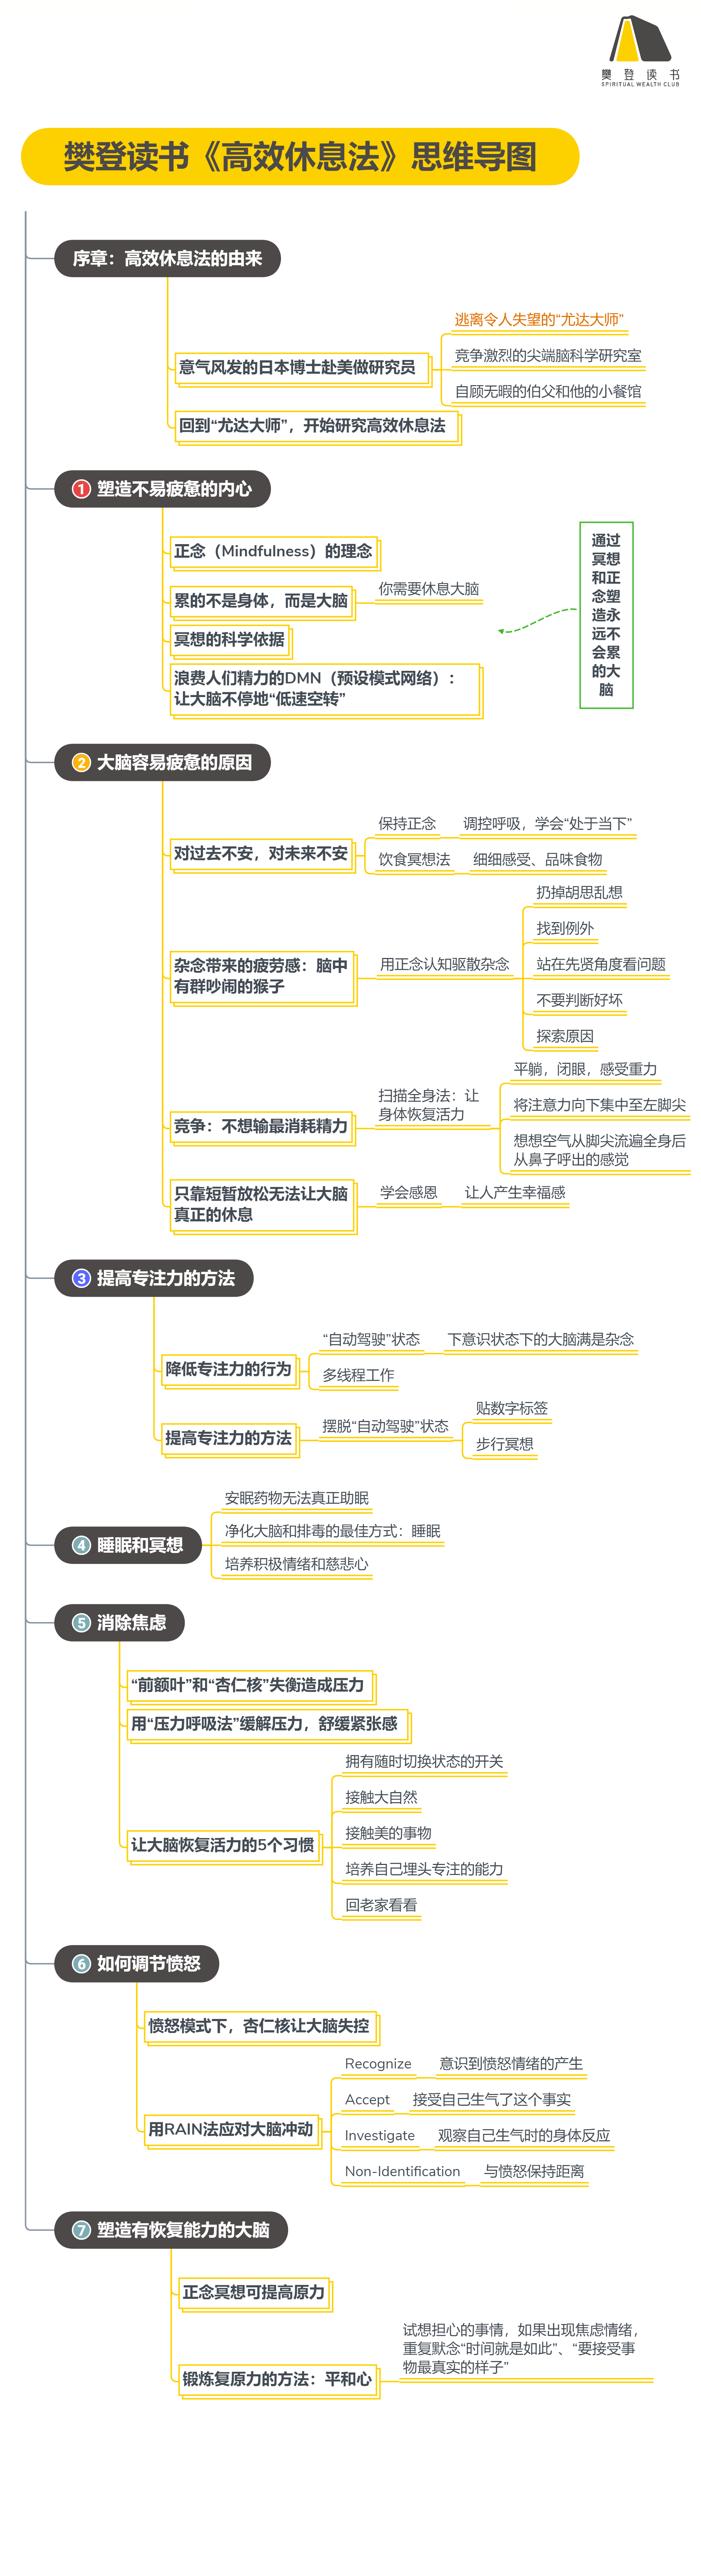 樊登读书
SPIRITUAL WEALTH CLUB
樊登读书《高效休息法》思维导图
序章：高效休息法的由来
逃离令人失望的“尤达大师”
意气风发的日本博士赴美做研究员
竞争激烈的尖端脑科学研究室
自顾无暇的伯父和他的小餐馆
回到“尤达大师”，开始研究高效休息法
1 塑造不易疲惫的内心
正念（Mindfulness）的理念
累的不是身体，而是大脑
你需要休息大脑
冥想的科学依据
浪费人们精力的DMN（预设模式网络）：
让大脑不停地“低速空转”
通过
冥想
和正
念塑
造永
远不
会累
的大
脑
2 大脑容易疲惫的原因
对过去不安，对未来不安
保持正念
调控呼吸，学会“处于当下”
饮食冥想法
细细感受、品味食物
杂念带来的疲劳感：脑中
有群吵闹的猴子
用正念认知驱散杂念
扔掉胡思乱想
找到例外
站在先贤角度看问题
不要判断好坏
探索原因
竞争：不想输最消耗精力
扫描全身法：让
身体恢复活力
平躺，闭眼，感受重力
将注意力向下集中至左脚尖
想想空气从脚尖流遍全身后
从鼻子呼出的感觉
只靠短暂放松无法让大脑
真正的休息
学会感恩
让人产生幸福感
3 提高专注力的方法
降低专注力的行为
“自动驾驶”状态
下意识状态下的大脑满是杂念
多线程工作
提高专注力的方法
摆脱“自动驾驶”状态
贴数字标签
步行冥想
4 睡眠和冥想
安眠药物无法真正助眠
净化大脑和排毒的最佳方式：睡眠
培养积极情绪和慈悲心
5 消除焦虑
“前额叶”和“杏仁核”失衡造成压力
用“压力呼吸法”缓解压力，舒缓紧张感
让大脑恢复活力的5个习惯
拥有随时切换状态的开关
接触大自然
接触美的事物
培养自己埋头专注的能力
回老家看看
6 如何调节愤怒
愤怒模式下，杏仁核让大脑失控
用RAIN法应对大脑冲动
Recognize
意识到愤怒情绪的产生
Accept
接受自己生气了这个事实
Investigate
观察自己生气时的身体反应
Non-Identification
与愤怒保持距离
7 塑造有恢复能力的大脑
正念冥想可提高原力
锻炼复原力的方法：平和心
试想担心的事情，如果出现焦虑情绪，
重复默念“时间就是如此”、“要接受事
物最真实的样子”